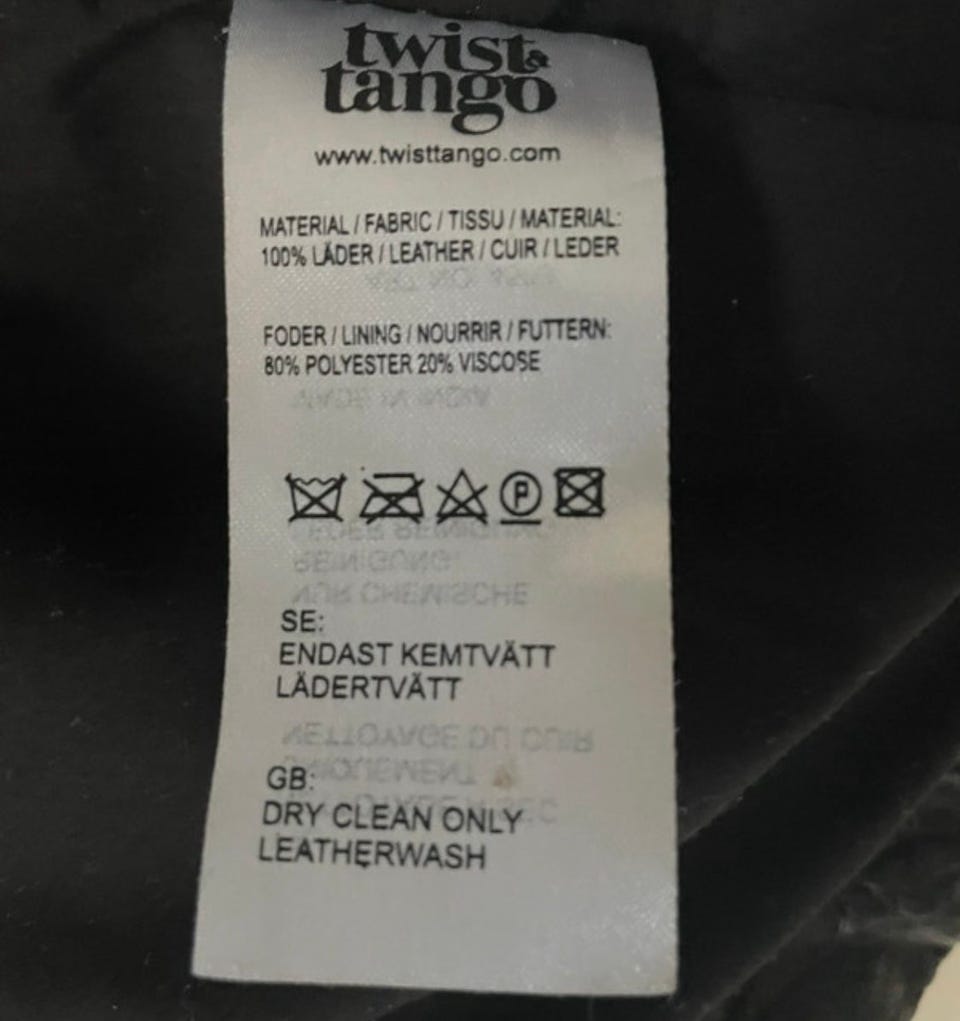 twist &
tango
www.twisttango.com
MATERIAL / FABRIC / TISSU / MATERIAL:
100% LÄDER / LEATHER / CUIR / LEDER
FODER / LINING / NOURRIR / FUTTERN:
80% POLYESTER 20% VISCOSE
P
SE:
ENDAST KEMTVÄTT
LÄDERTVÄTT
GB:
DRY CLEAN ONLY
LEATHERWASH